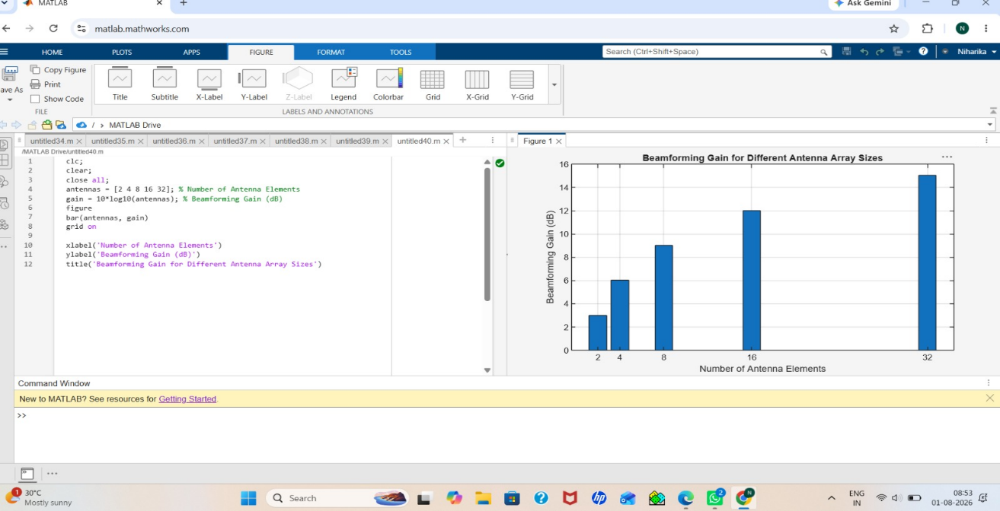 MATLAB
Ask Gemini
matlab.mathworks.com
N
HOME PLOTS APPS FIGURE FORMAT TOOLS
Search (Ctrl+Shift+Space)
Niharika
Copy Figure
Print
Show Code
ave As
FILE
Title Subtitle X-Label Y-Label Z-Label Legend Colorbar Grid X-Grid Y-Grid
LABELS AND ANNOTATIONS
/ > MATLAB Drive
untitled34.m untitled35.m untitled36.m untitled37.m untitled38.m untitled39.m untitled40.m
/MATLAB Drive/untitled40.m
1 clc;
2 clear;
3 close all;
4 antennas = [2 4 8 16 32]; % Number of Antenna Elements
5 gain = 10*log10(antennas); % Beamforming Gain (dB)
6 figure
7 bar(antennas, gain)
8 grid on
9
10 xlabel('Number of Antenna Elements')
11 ylabel('Beamforming Gain (dB)')
12 title('Beamforming Gain for Different Antenna Array Sizes')
Figure 1
Beamforming Gain for Different Antenna Array Sizes
Beamforming Gain (dB)
16
14
12
10
8
6
4
2
0
2 4 8 16 32
Number of Antenna Elements
Command Window
New to MATLAB? See resources for Getting Started.
>>
1
30°C
Mostly sunny
Search
hp
2
N
ENG
IN
08:53
01-08-2026